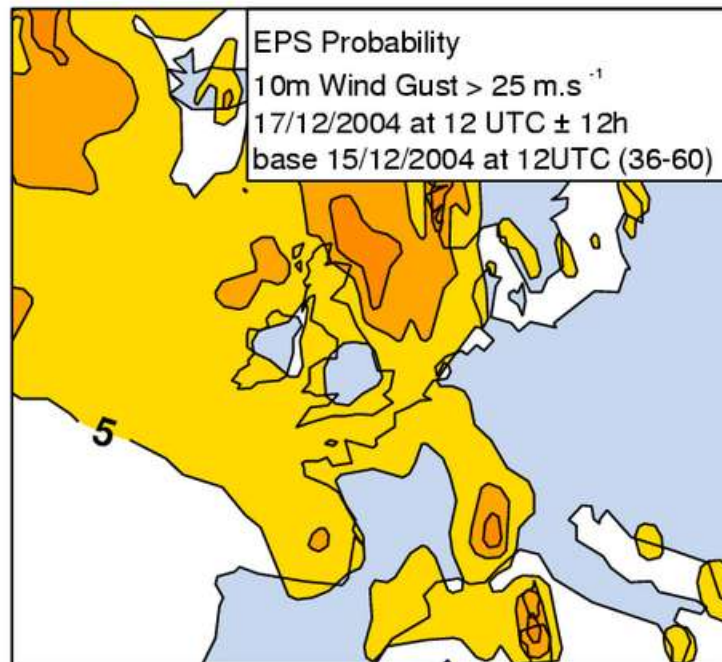 EPS Probability
10m Wind Gust > 25 m.s ⁻¹
17/12/2004 at 12 UTC ± 12h
base 15/12/2004 at 12UTC (36-60)
5